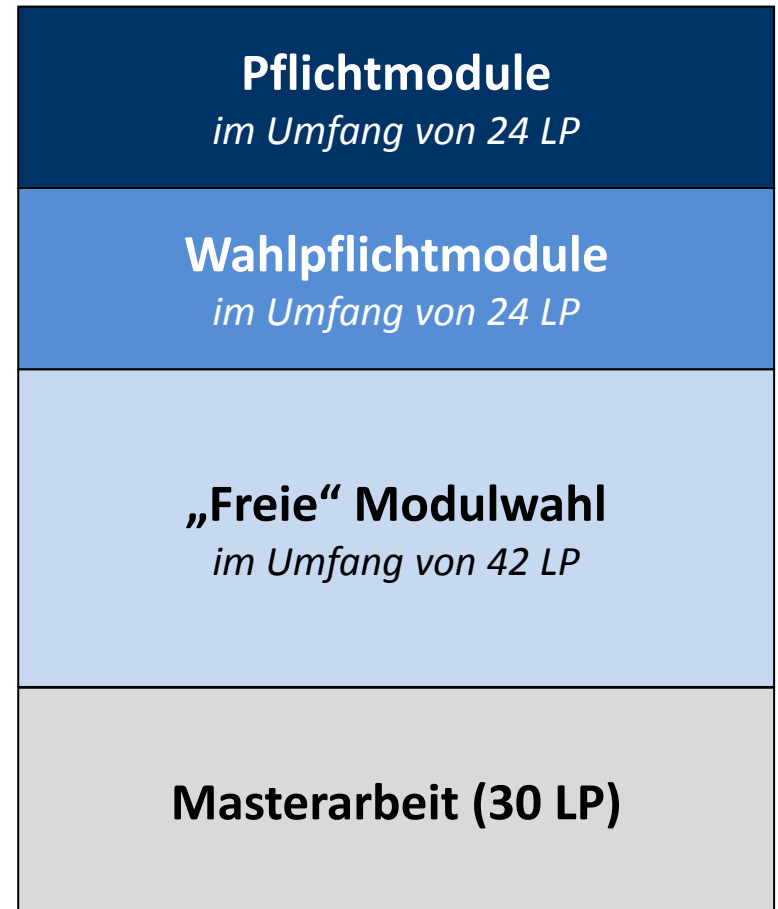 Pflichtmodule
im Umfang von 24 LP
Wahlpflichtmodule
im Umfang von 24 LP
„Freie“ Modulwahl
im Umfang von 42 LP
Masterarbeit (30 LP)